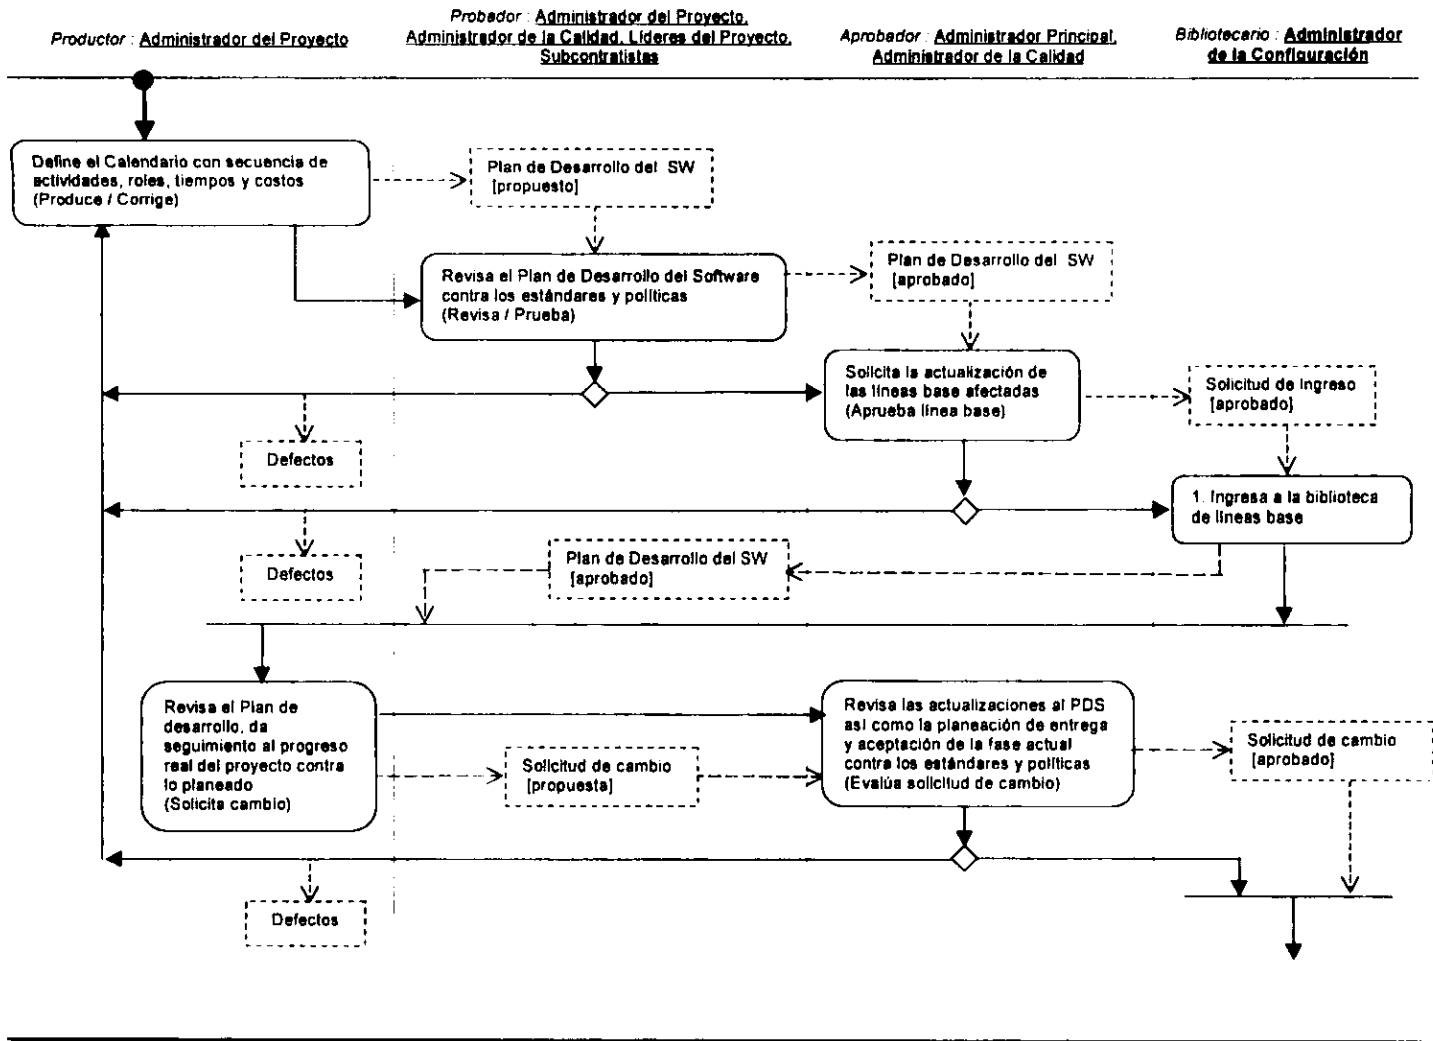 Productor : Administrador del Proyecto
Probador : Administrador del Proyecto,
Administrador de la Calidad, Líderes del Proyecto,
Subcontratistas
Aprobador : Administrador Principal,
Administrador de la Calidad
Bibliotecario : Administrador
de la Configuración
Define el Calendario con secuencia de
actividades, roles, tiempos y costos
(Produce / Corrige)
Plan de Desarrollo del SW
[propuesto]
Revisa el Plan de Desarrollo del Software
contra los estándares y políticas
(Revisa / Prueba)
Plan de Desarrollo del SW
[aprobado]
Solicita la actualización de
las líneas base afectadas
(Aprueba línea base)
Solicitud de Ingreso
[aprobado]
Defectos
1. Ingresa a la biblioteca
de líneas base
Defectos
Plan de Desarrollo del SW
[aprobado]
Revisa el Plan de
desarrollo, da
seguimiento al progreso
real del proyecto contra
lo planeado
(Solicita cambio)
Solicitud de cambio
[propuesta]
Revisa las actualizaciones al PDS
así como la planeación de entrega
y aceptación de la fase actual
contra los estándares y políticas
(Evalúa solicitud de cambio)
Solicitud de cambio
[aprobado]
Defectos